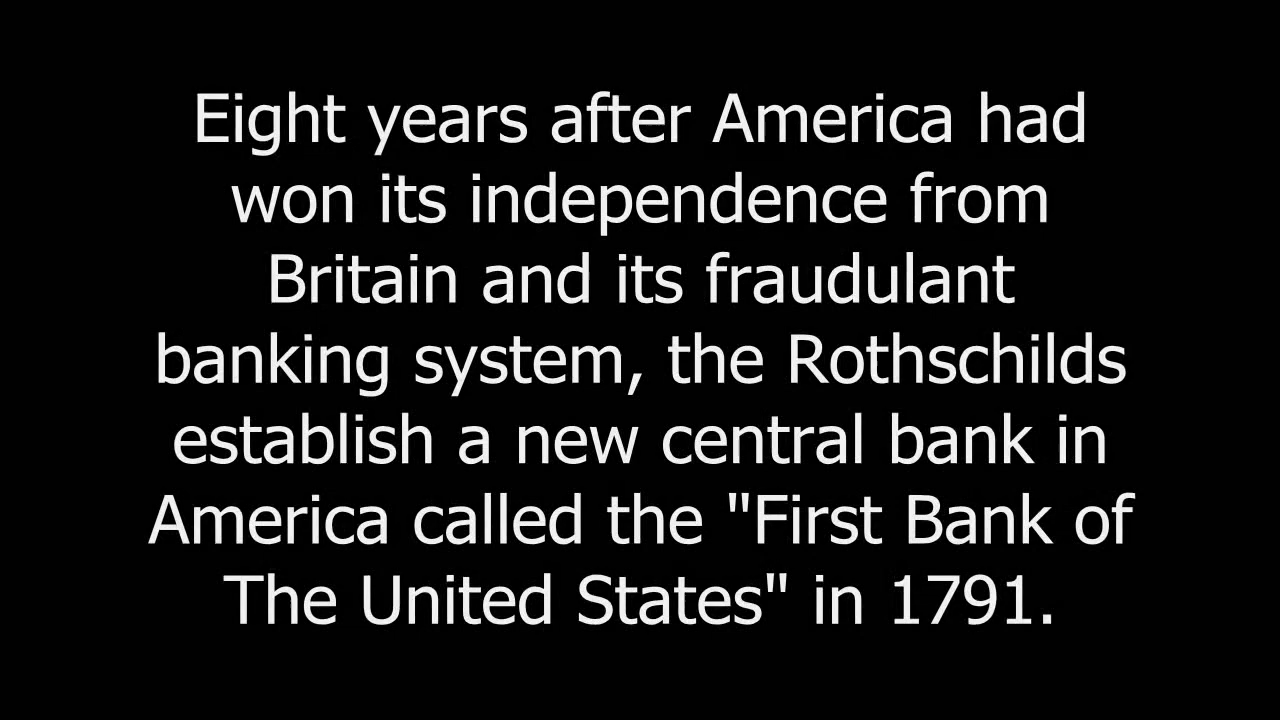 Eight years after America had
won its independence from
Britain and its fraudulant
banking system, the Rothschilds
establish a new central bank in
America called the "First Bank of
The United States" in 1791.